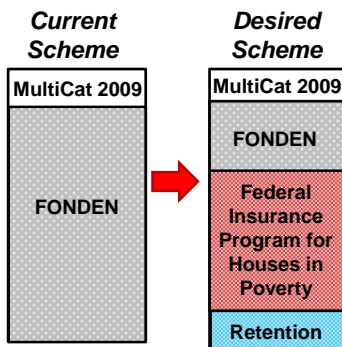 Current
Scheme
MultiCat 2009
FONDEN
Desired
Scheme
MultiCat 2009
FONDEN
Federal
Insurance
Program for
Houses in
Poverty
Retention